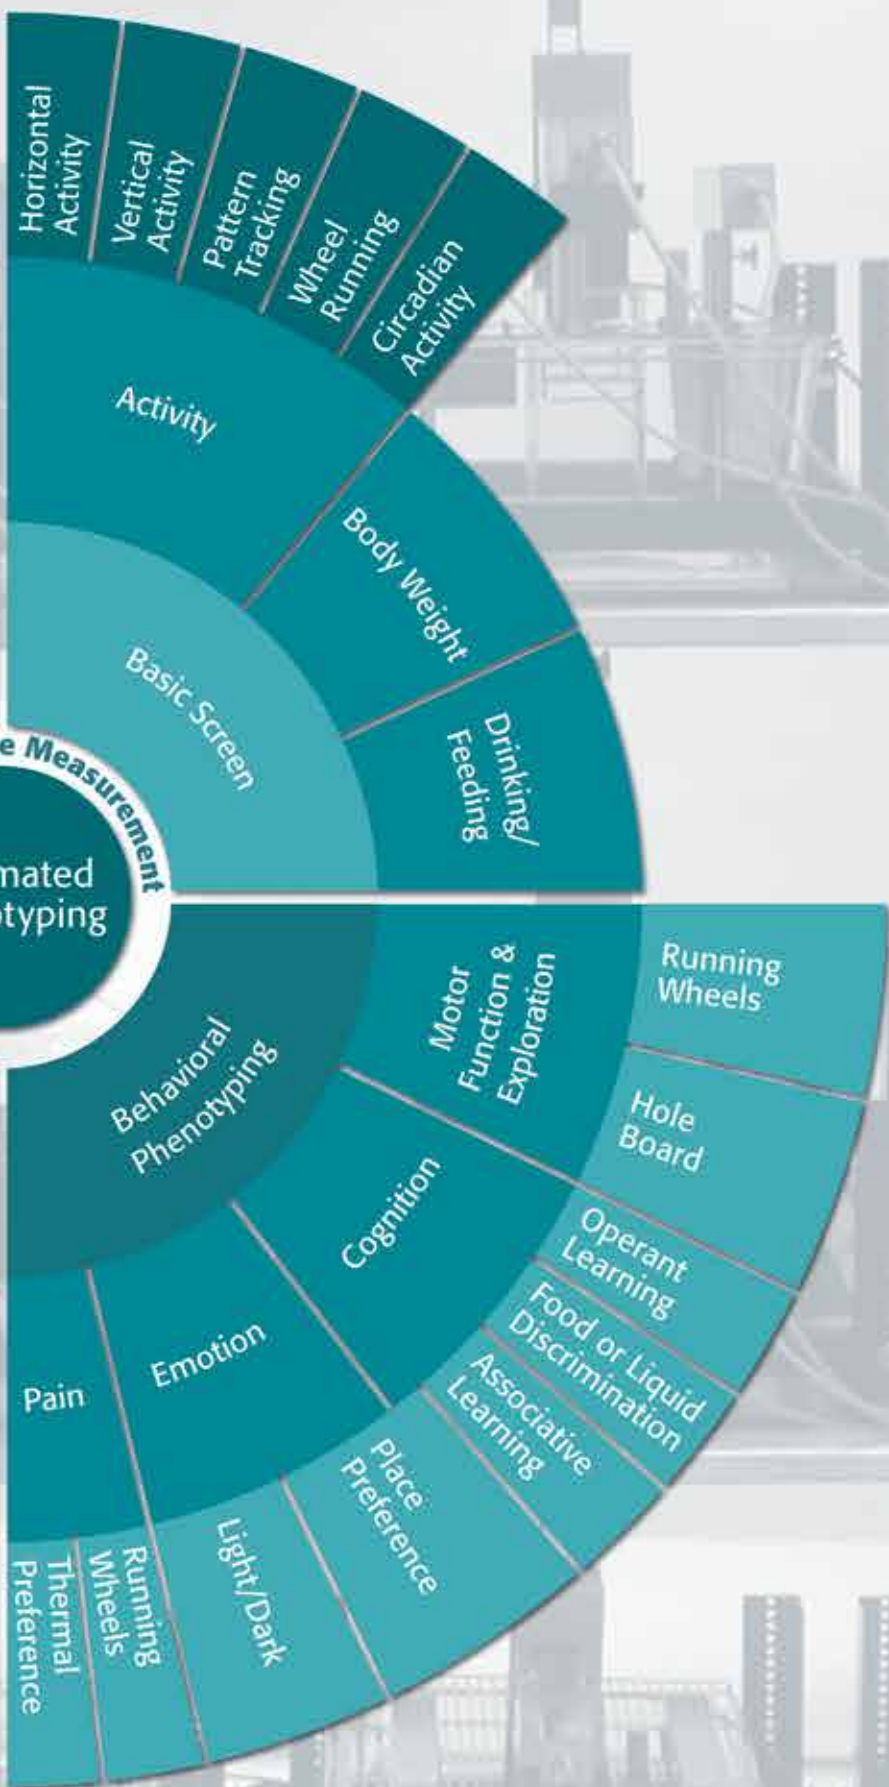 Horizontal
Activity
Vertical
Activity
Pattern
Tracking
Wheel
Running
Circadian
Activity
Activity
Body Weight
Drinking/
Feeding
Basic Screen
e Measurement
mated
typing
Behavioral
Phenotyping
Motor
Function &
Exploration
Running
Wheels
Hole
Board
Cognition
Operant
Learning
Food or Liquid
Discrimination
Associative
Learning
Emotion
Place
Preference
Light/Dark
Pain
Running
Wheels
Thermal
Preference